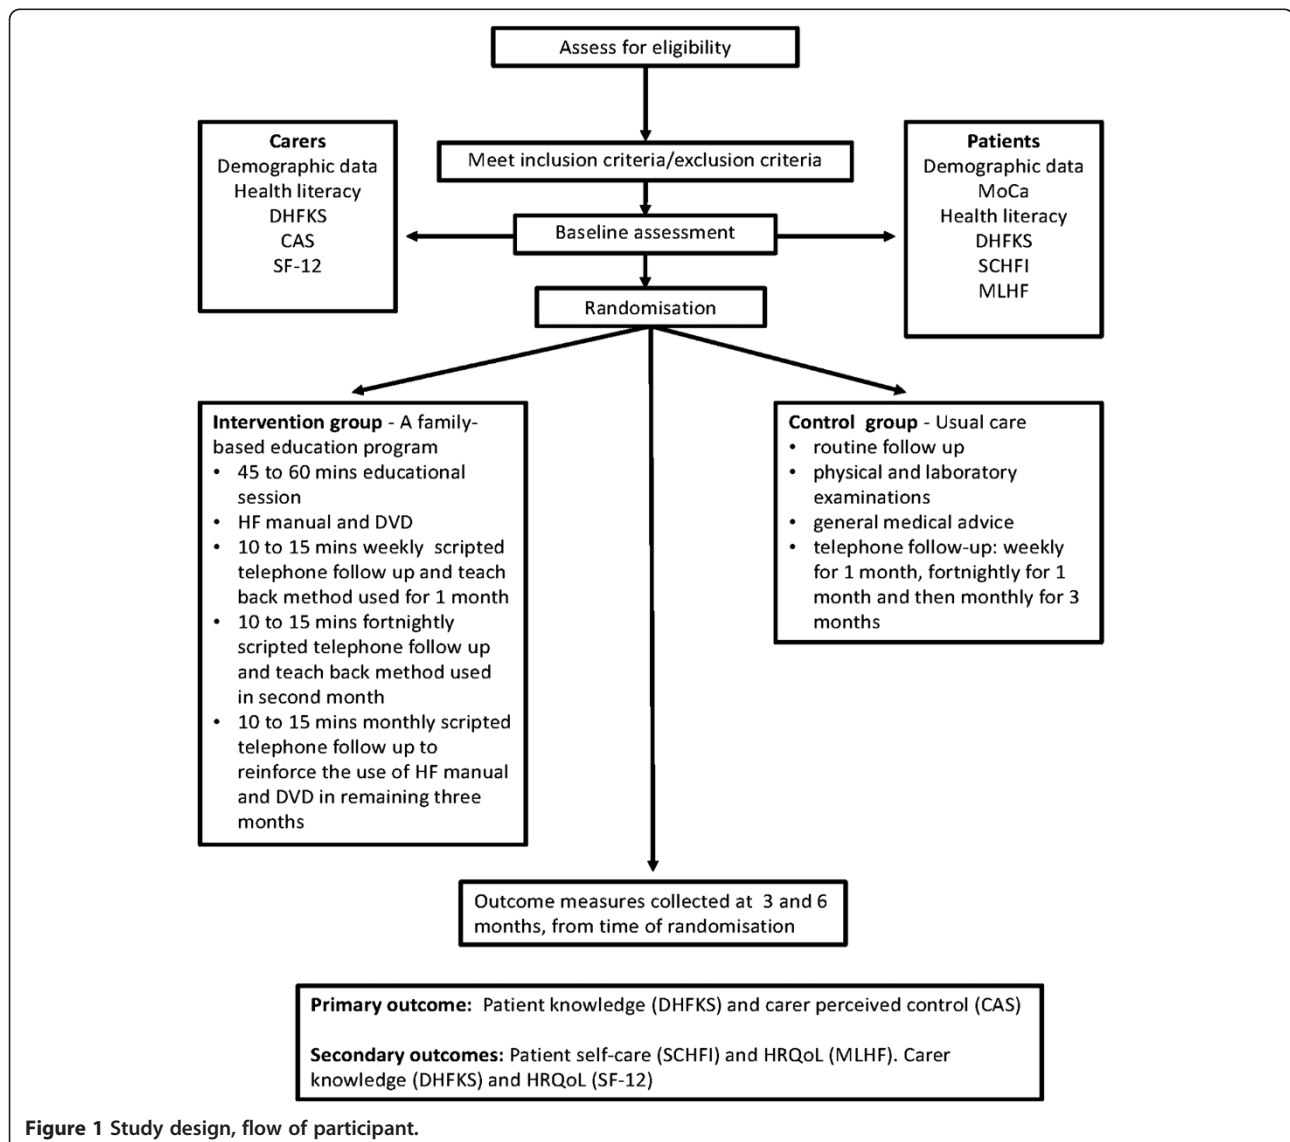 Assess for eligibility
Meet inclusion criteria/exclusion criteria
Baseline assessment
Carers
Demographic data
Health literacy
DHFKS
CAS
SF-12
Patients
Demographic data
MoCa
Health literacy
DHFKS
SCHFI
MLHF
Randomisation
Intervention group - A family-
based education program
• 45 to 60 mins educational
session
• HF manual and DVD
• 10 to 15 mins weekly scripted
telephone follow up and teach
back method used for 1 month
• 10 to 15 mins fortnightly
scripted telephone follow up
and teach back method used
in second month
• 10 to 15 mins monthly scripted
telephone follow up to
reinforce the use of HF manual
and DVD in remaining three
months
Control group - Usual care
• routine follow up
• physical and laboratory
examinations
• general medical advice
• telephone follow-up: weekly
for 1 month, fortnightly for 1
month and then monthly for 3
months
Outcome measures collected at 3 and 6
months, from time of randomisation
Primary outcome: Patient knowledge (DHFKS) and carer perceived control (CAS)
Secondary outcomes: Patient self-care (SCHFI) and HRQoL (MLHF). Carer
knowledge (DHFKS) and HRQoL (SF-12)
Figure 1 Study design, flow of participant.